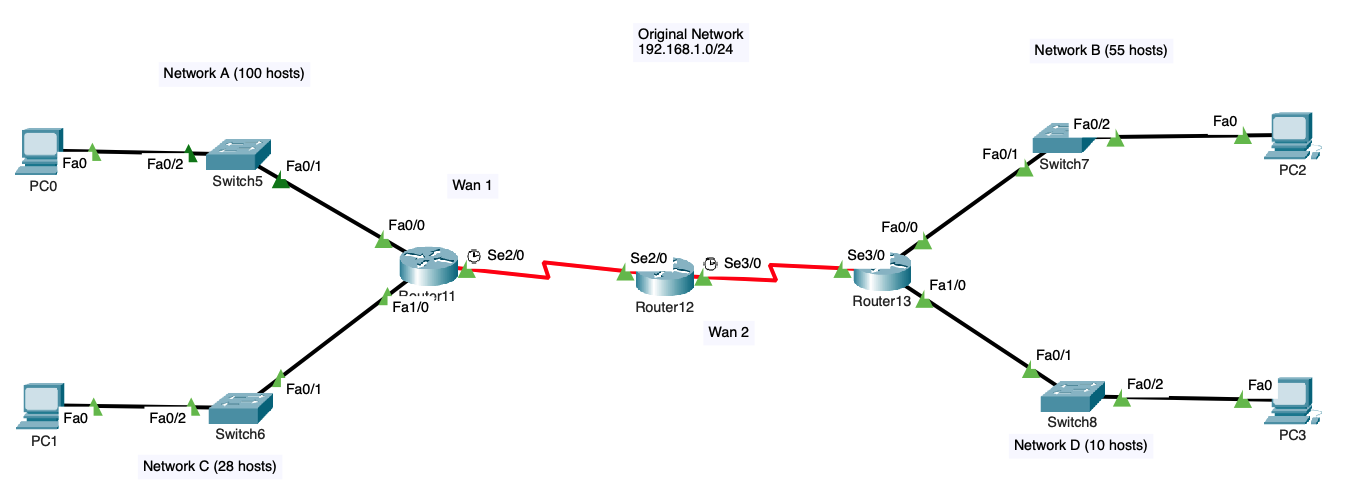 Original Network
192.168.1.0/24
Network A (100 hosts)
Network B (55 hosts)
PC0
Fa0
Fa0/2
Switch5
Fa0/1
Fa0/0
Wan 1
Router11
Se2/0
Fa1/0
Se2/0
Router12
Se3/0
Wan 2
Se3/0
Router13
Fa0/0
Fa1/0
Fa0/1
Switch7
Fa0/2
Fa0
PC2
PC1
Fa0
Fa0/2
Switch6
Fa0/1
Network C (28 hosts)
Fa0/1
Switch8
Fa0/2
Fa0
PC3
Network D (10 hosts)